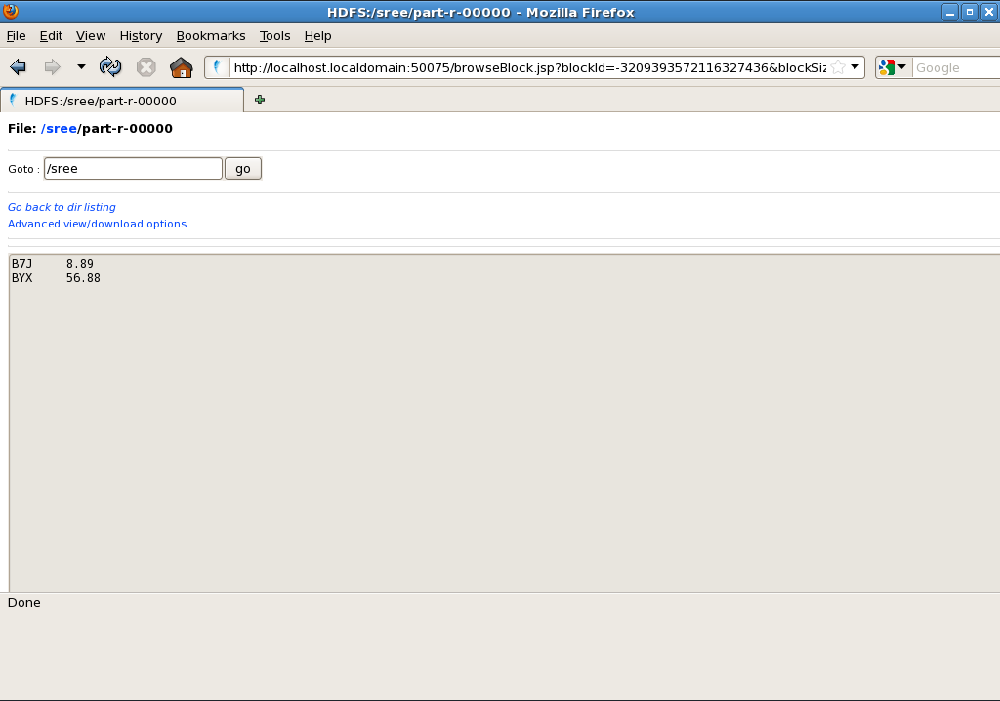 HDFS:/sree/part-r-00000 - Mozilla Firefox
File Edit View History Bookmarks Tools Help
http://localhost.localdomain:50075/browseBlock.jsp?blockId=-3209393572116327436&blockSiz
Google
HDFS:/sree/part-r-00000
File: /sree/part-r-00000
Goto : /sree go
Go back to dir listing
Advanced view/download options
B7J 8.89
BYX 56.88
Done